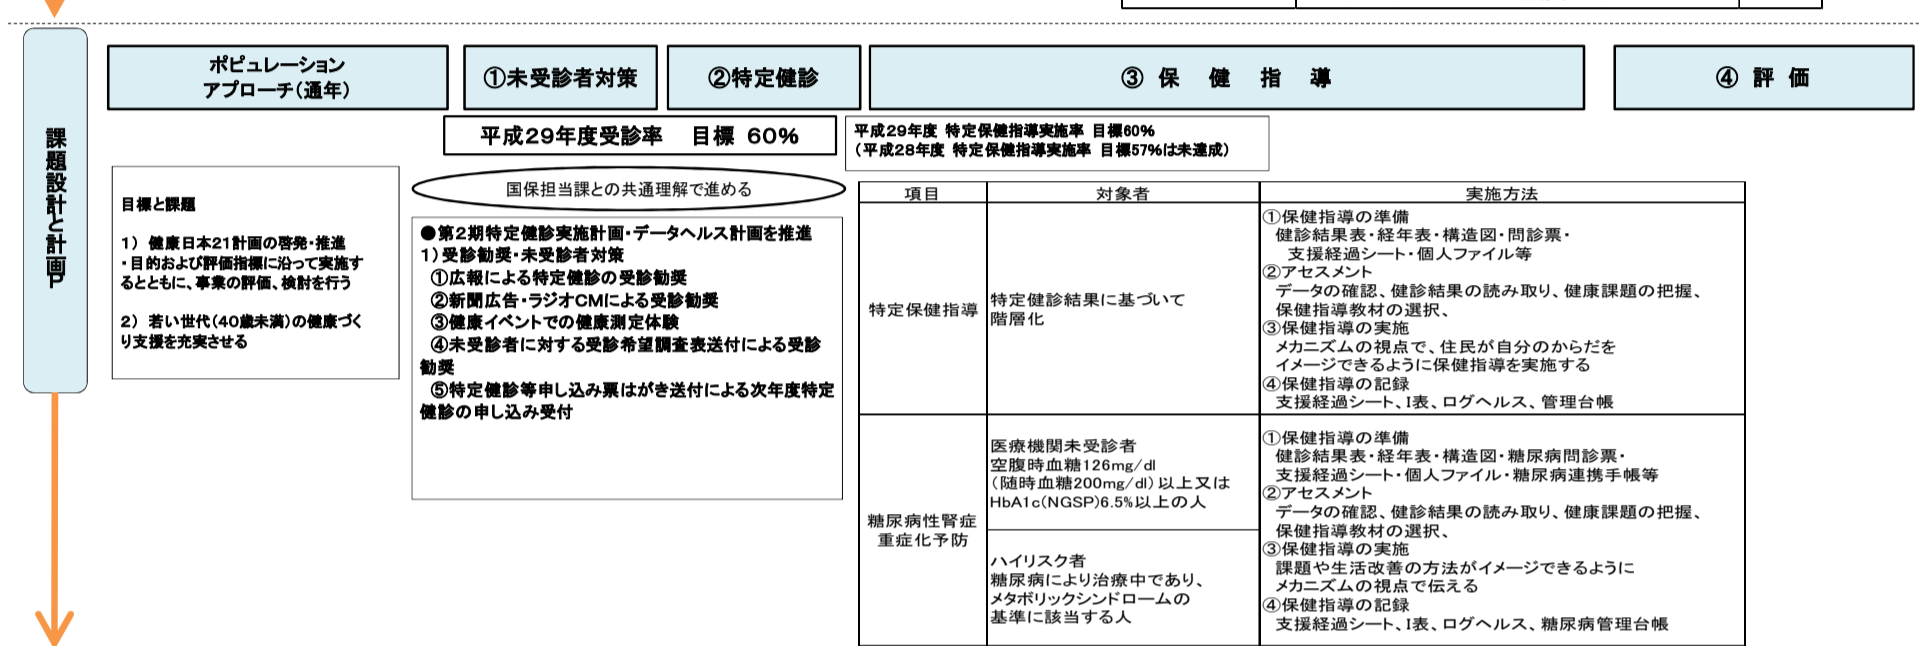 課題設計と計画P
ポピュレーション
アプローチ(通年)
①未受診者対策
②特定健診
③ 保 健 指 導
④ 評 価
平成29年度受診率 目標 60%
平成29年度 特定保健指導実施率 目標60%
(平成28年度 特定保健指導実施率 目標57%は未達成)
目標と課題
1) 健康日本21計画の啓発・推進
・目的および評価指標に沿って実施す
るとともに、事業の評価、検討を行う
2) 若い世代(40歳未満)の健康づく
り支援を充実させる
国保担当課との共通理解で進める
●第2期特定健診実施計画・データヘルス計画を推進
1)受診勧奨・未受診者対策
①広報による特定健診の受診勧奨
②新聞広告・ラジオCMによる受診勧奨
③健康イベントでの健康測定体験
④未受診者に対する受診希望調査表送付による受診
勧奨
⑤特定健診等申し込み票はがき送付による次年度特定
健診の申し込み受付
項目
対象者
実施方法
特定保健指導
特定健診結果に基づいて
階層化
①保健指導の準備
健診結果表・経年表・構造図・問診票・
支援経過シート・個人ファイル等
②アセスメント
データの確認、健診結果の読み取り、健康課題の把握、
保健指導教材の選択、
③保健指導の実施
メカニズムの視点で、住民が自分のからだを
イメージできるように保健指導を実施する
④保健指導の記録
支援経過シート、I表、ログヘルス、管理台帳
糖尿病性腎症
重症化予防
医療機関未受診者
空腹時血糖126mg/dl
(随時血糖200mg/dl)以上又は
HbA1c(NGSP)6.5%以上の人
ハイリスク者
糖尿病により治療中であり、
メタボリックシンドロームの
基準に該当する人
①保健指導の準備
健診結果表・経年表・構造図・糖尿病問診票・
支援経過シート・個人ファイル・糖尿病連携手帳等
②アセスメント
データの確認、健診結果の読み取り、健康課題の把握、
保健指導教材の選択、
③保健指導の実施
課題や生活改善の方法がイメージできるように
メカニズムの視点で伝える
④保健指導の記録
支援経過シート、I表、ログヘルス、糖尿病管理台帳